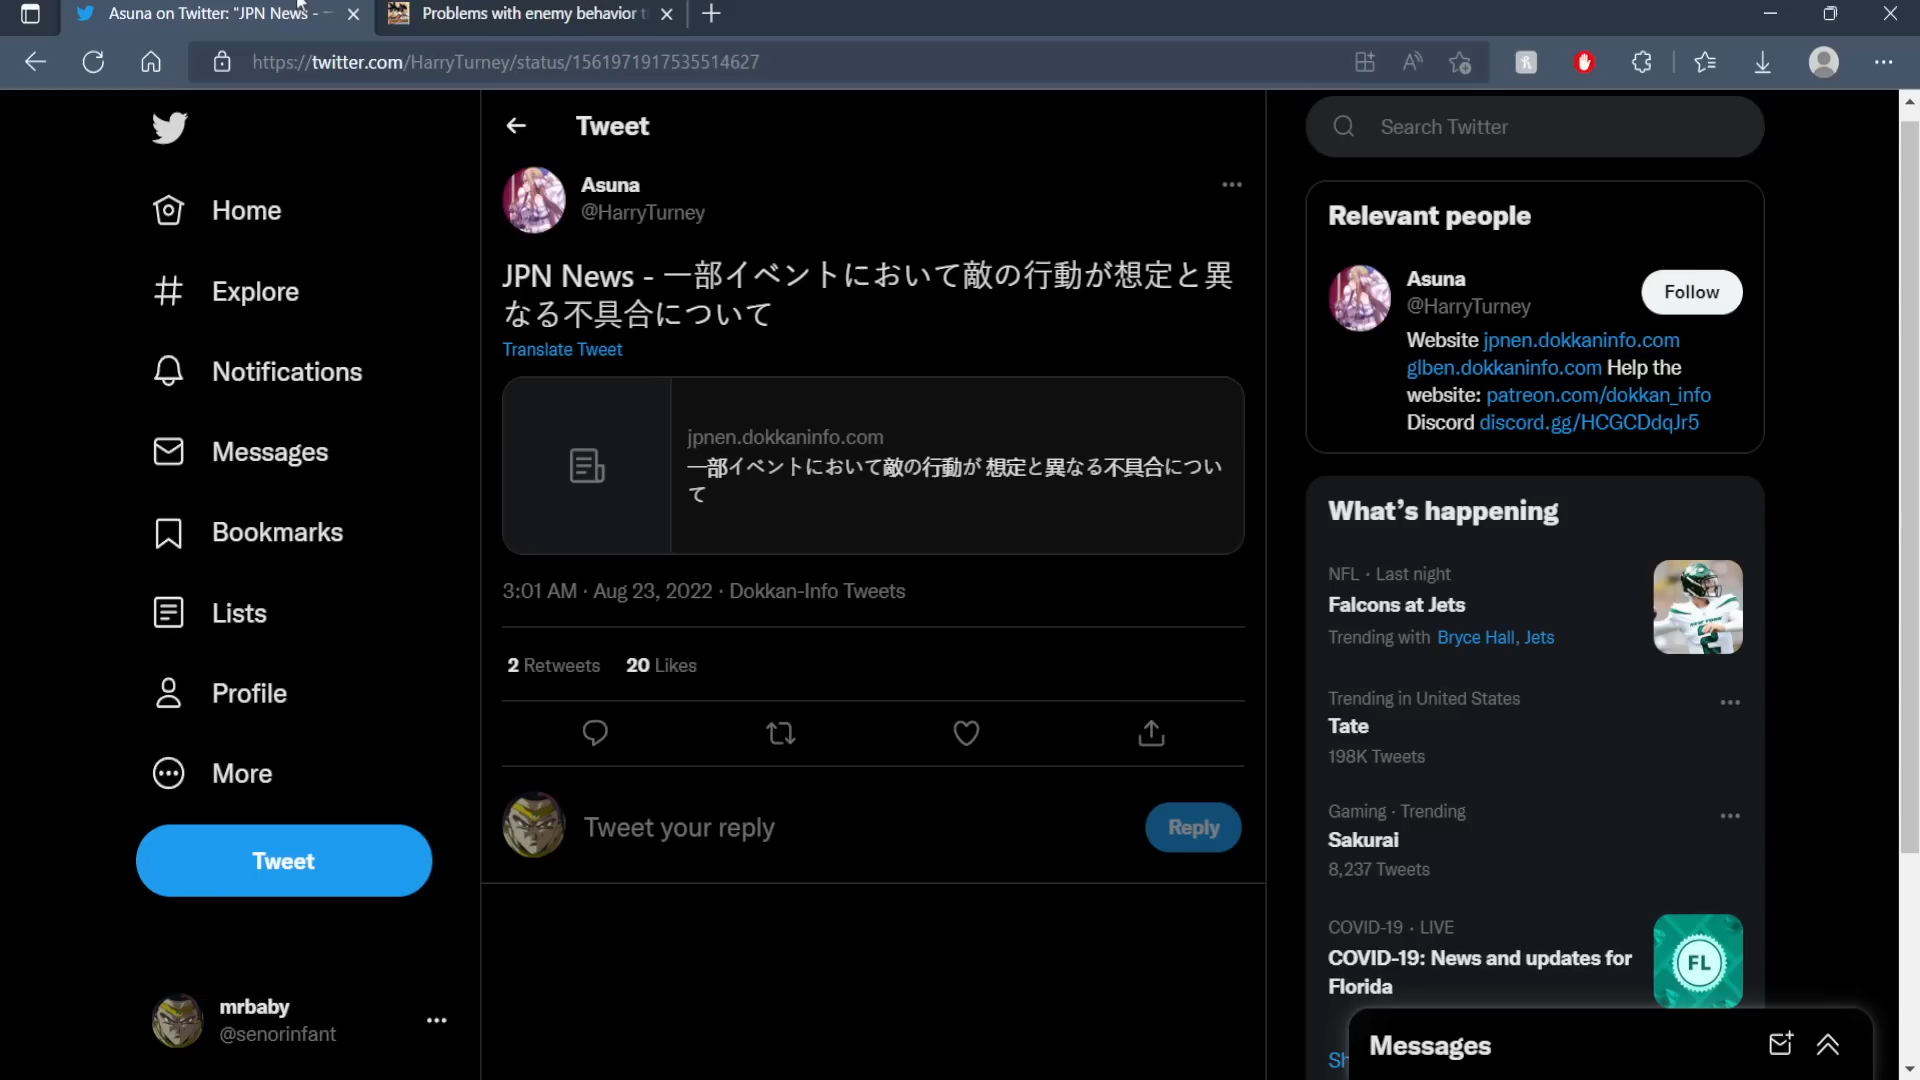 Asuna on Twitter: "JPN News -
Problems with enemy behavior
https://twitter.com/HarryTurney/status/1561971917535514627
Home
Explore
Notifications
Messages
Bookmarks
Lists
Profile
More
Tweet
mrbaby
@senorinfant
Tweet
Asuna
@HarryTurney
JPN News - 一部イベントにおいて敵の行動が想定と異
なる不具合について
Translate Tweet
jpnen.dokkaninfo.com
一部イベントにおいて敵の行動が 想定と異なる不具合につい
て
3:01 AM · Aug 23, 2022 · Dokkan-Info Tweets
2 Retweets 20 Likes
Tweet your reply
Reply
Search Twitter
Relevant people
Asuna
@HarryTurney
Follow
Website jpnen.dokkaninfo.com
glben.dokkaninfo.com Help the
website: patreon.com/dokkan_info
Discord discord.gg/HCGCDdqJr5
What's happening
NFL · Last night
Falcons at Jets
Trending with Bryce Hall, Jets
Trending in United States
Tate
198K Tweets
Gaming · Trending
Sakurai
8,237 Tweets
COVID-19 · LIVE
COVID-19: News and updates for
Florida
FL
Messages